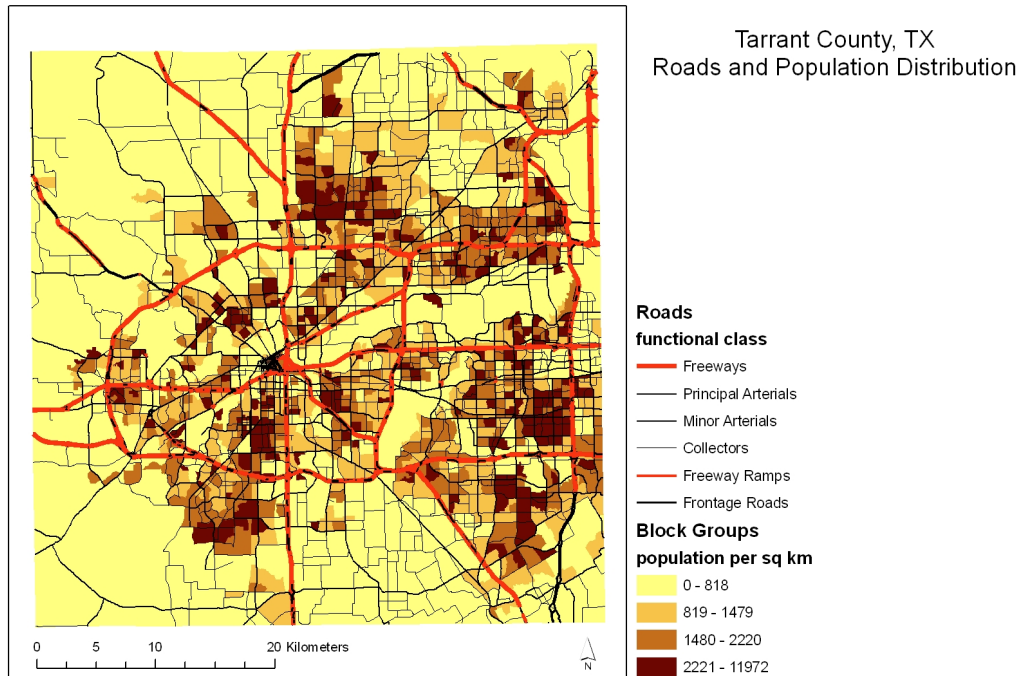 Tarrant County, TX
Roads and Population Distribution
Roads
functional class
Freeways
Principal Arterials
Minor Arterials
Collectors
Freeway Ramps
Frontage Roads
Block Groups
population per sq km
0 - 818
819 - 1479
1480 - 2220
2221 - 11972
0 5 10 20 Kilometers
N